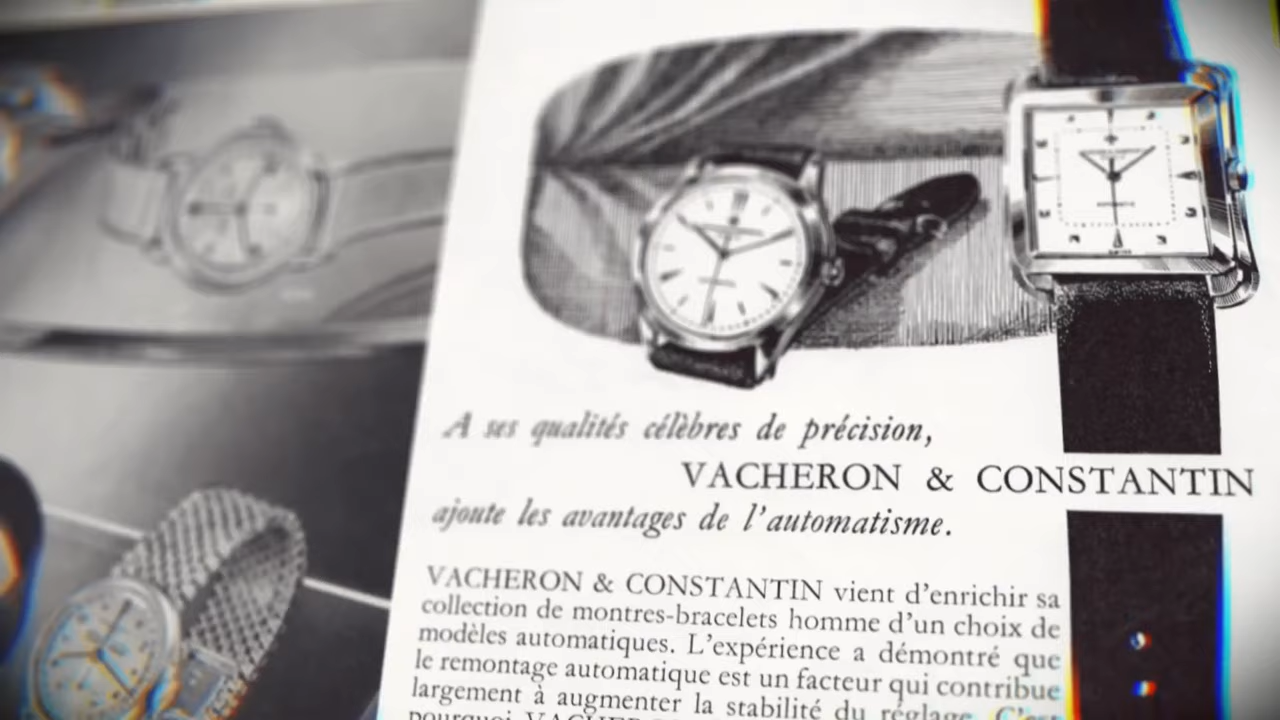 A ses qualités célèbres de précision,
VACHERON & CONSTANTIN
ajoute les avantages de l'automatisme.
VACHERON & CONSTANTIN vient d'enrichir sa
collection de montres-bracelets homme d'un choix de
modèles automatiques. L'expérience a démontré que
le remontage automatique est un facteur qui contribue
largement à augmenter la stabilité du réglage. C'est
pourquoi